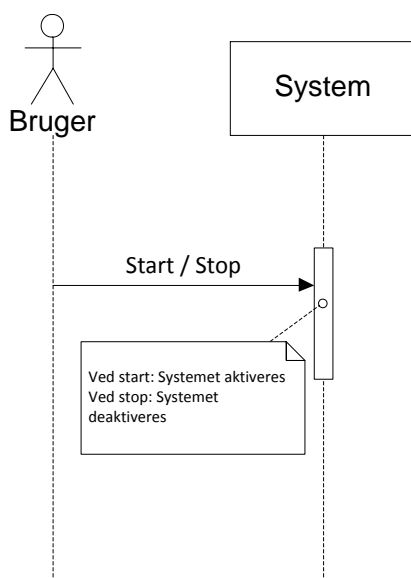 System
Bruger
Start / Stop
Ved start: Systemet aktiveres
Ved stop: Systemet
deaktiveres